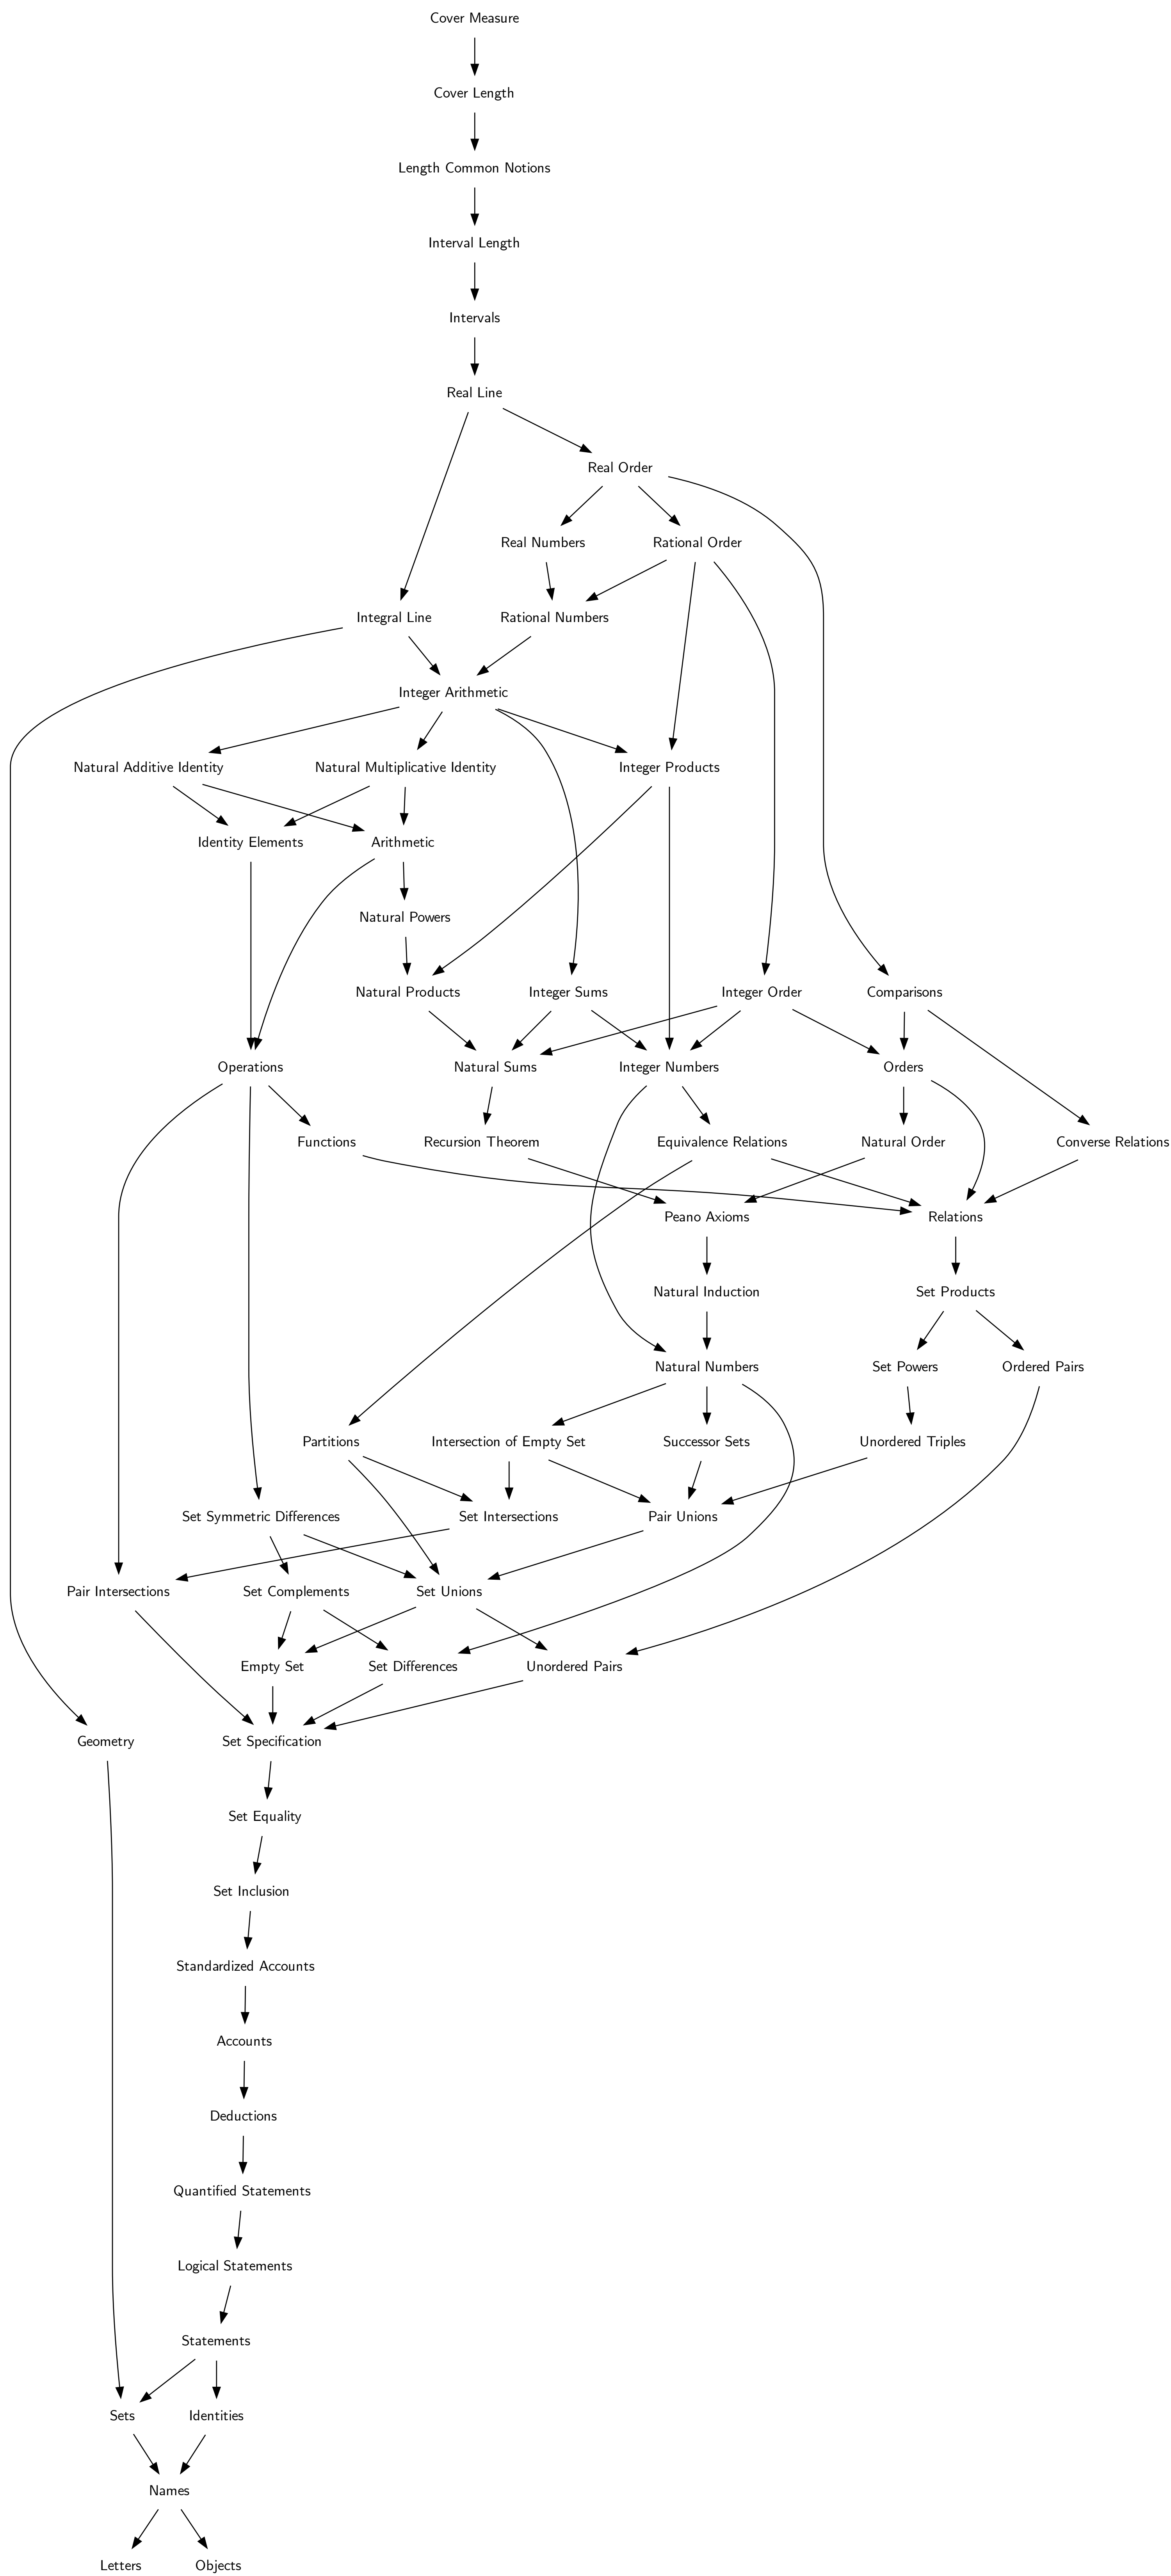 Cover Measure
Cover Length
Length Common Notions
Interval Length
Intervals
Real Line
Real Order
Real Numbers
Rational Order
Integral Line
Rational Numbers
Integer Arithmetic
Natural Additive Identity
Natural Multiplicative Identity
Integer Products
Identity Elements
Arithmetic
Natural Powers
Natural Products
Integer Sums
Integer Order
Comparisons
Operations
Natural Sums
Integer Numbers
Orders
Functions
Recursion Theorem
Equivalence Relations
Natural Order
Converse Relations
Peano Axioms
Relations
Natural Induction
Set Products
Natural Numbers
Set Powers
Ordered Pairs
Partitions
Intersection of Empty Set
Successor Sets
Unordered Triples
Set Symmetric Differences
Set Intersections
Pair Unions
Pair Intersections
Set Complements
Set Unions
Empty Set
Set Differences
Unordered Pairs
Geometry
Set Specification
Set Equality
Set Inclusion
Standardized Accounts
Accounts
Deductions
Quantified Statements
Logical Statements
Statements
Sets
Identities
Names
Letters
Objects